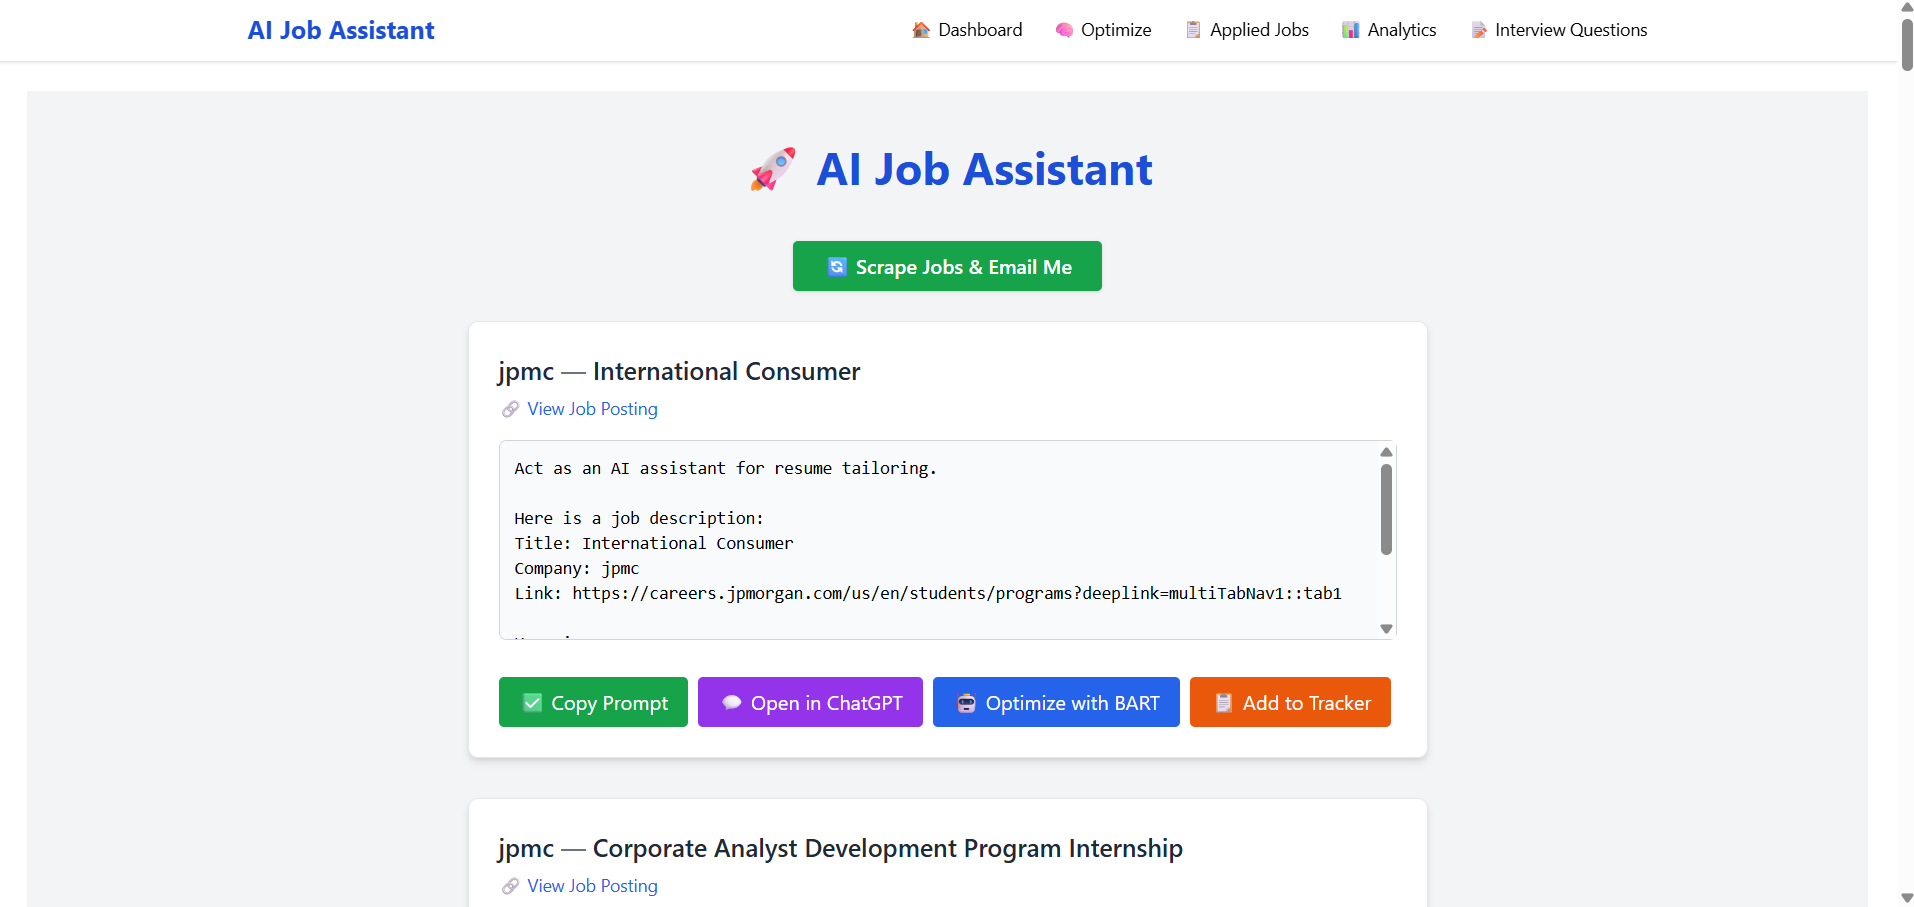 AI Job Assistant
Dashboard
Optimize
Applied Jobs
Analytics
Interview Questions
AI Job Assistant
Scrape Jobs & Email Me
jpmc — International Consumer
View Job Posting
Act as an AI assistant for resume tailoring.
Here is a job description:
Title: International Consumer
Company: jpmc
Link: https://careers.jpmorgan.com/us/en/students/programs?deeplink=multiTabNav1::tab1
Copy Prompt
Open in ChatGPT
Optimize with BART
Add to Tracker
jpmc — Corporate Analyst Development Program Internship
View Job Posting